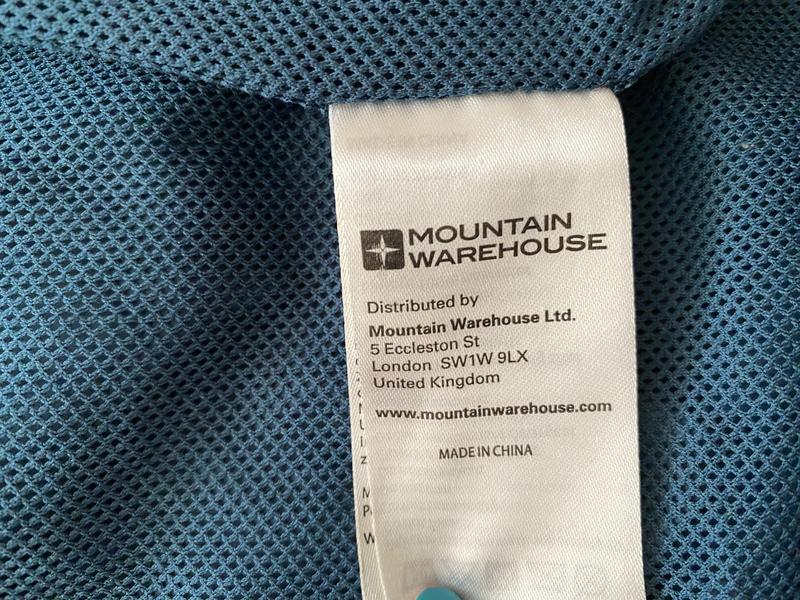 MOUNTAIN
WAREHOUSE
Distributed by
Mountain Warehouse Ltd.
5 Eccleston St
London SW1W 9LX
United Kingdom
www.mountainwarehouse.com
MADE IN CHINA